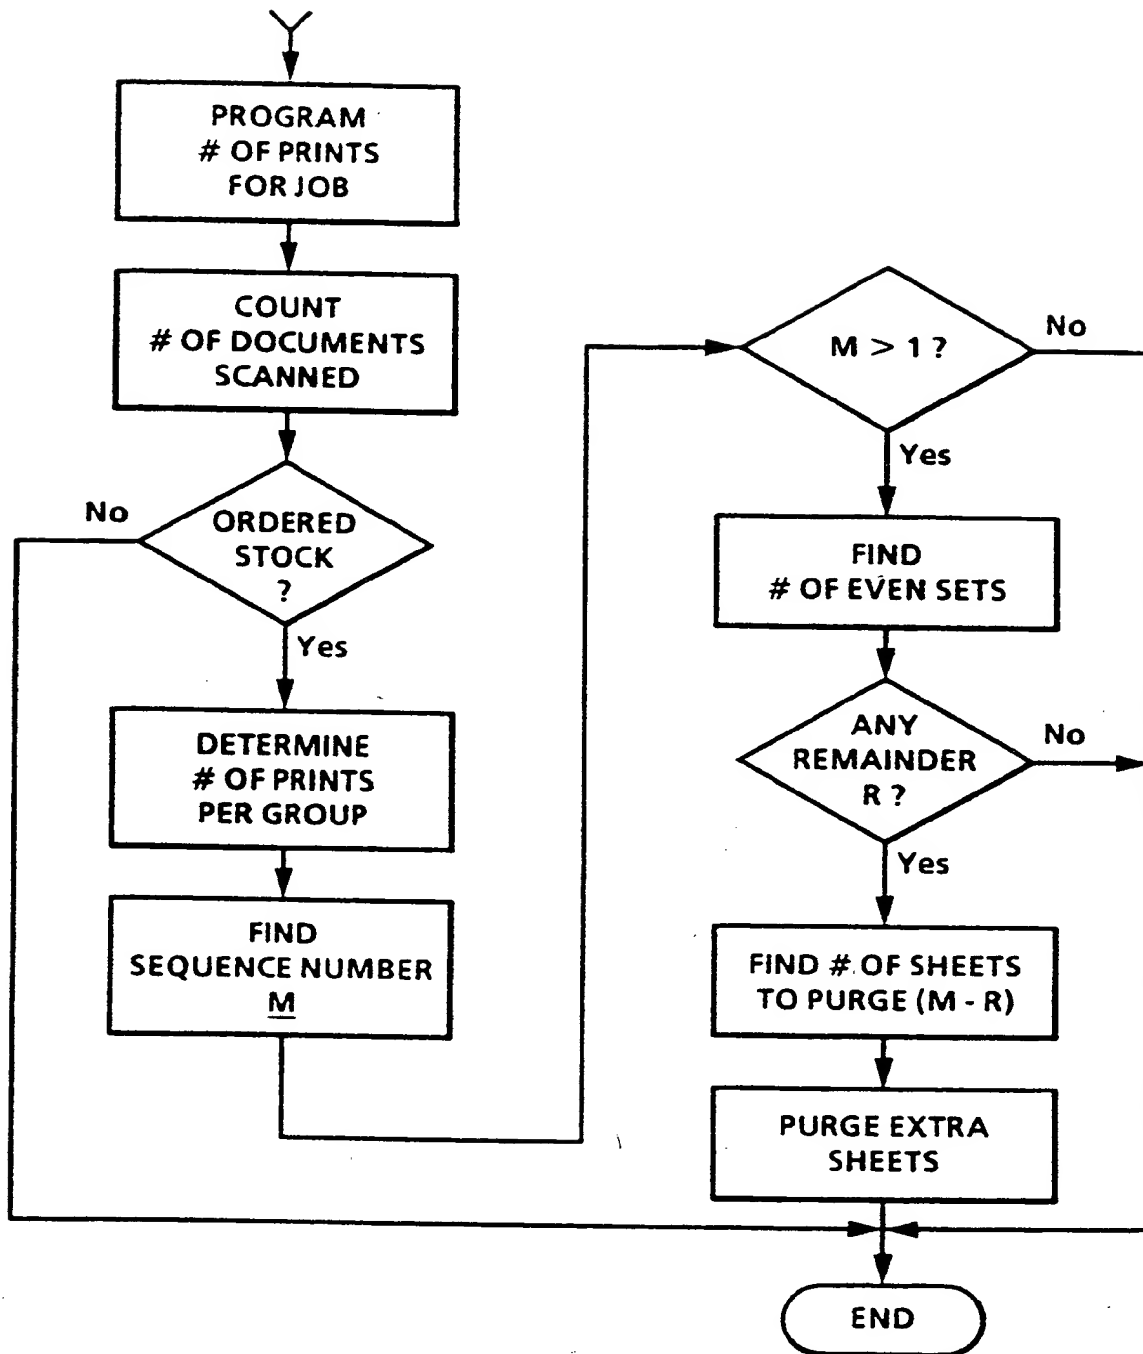 PROGRAM
# OF PRINTS
FOR JOB
COUNT
# OF DOCUMENTS
SCANNED
No
ORDERED
STOCK
?
Yes
DETERMINE
# OF PRINTS
PER GROUP
FIND
SEQUENCE NUMBER
M
M > 1 ?
No
Yes
FIND
# OF EVEN SETS
ANY
REMAINDER
R ?
No
Yes
FIND # OF SHEETS
TO PURGE (M - R)
PURGE EXTRA
SHEETS
END